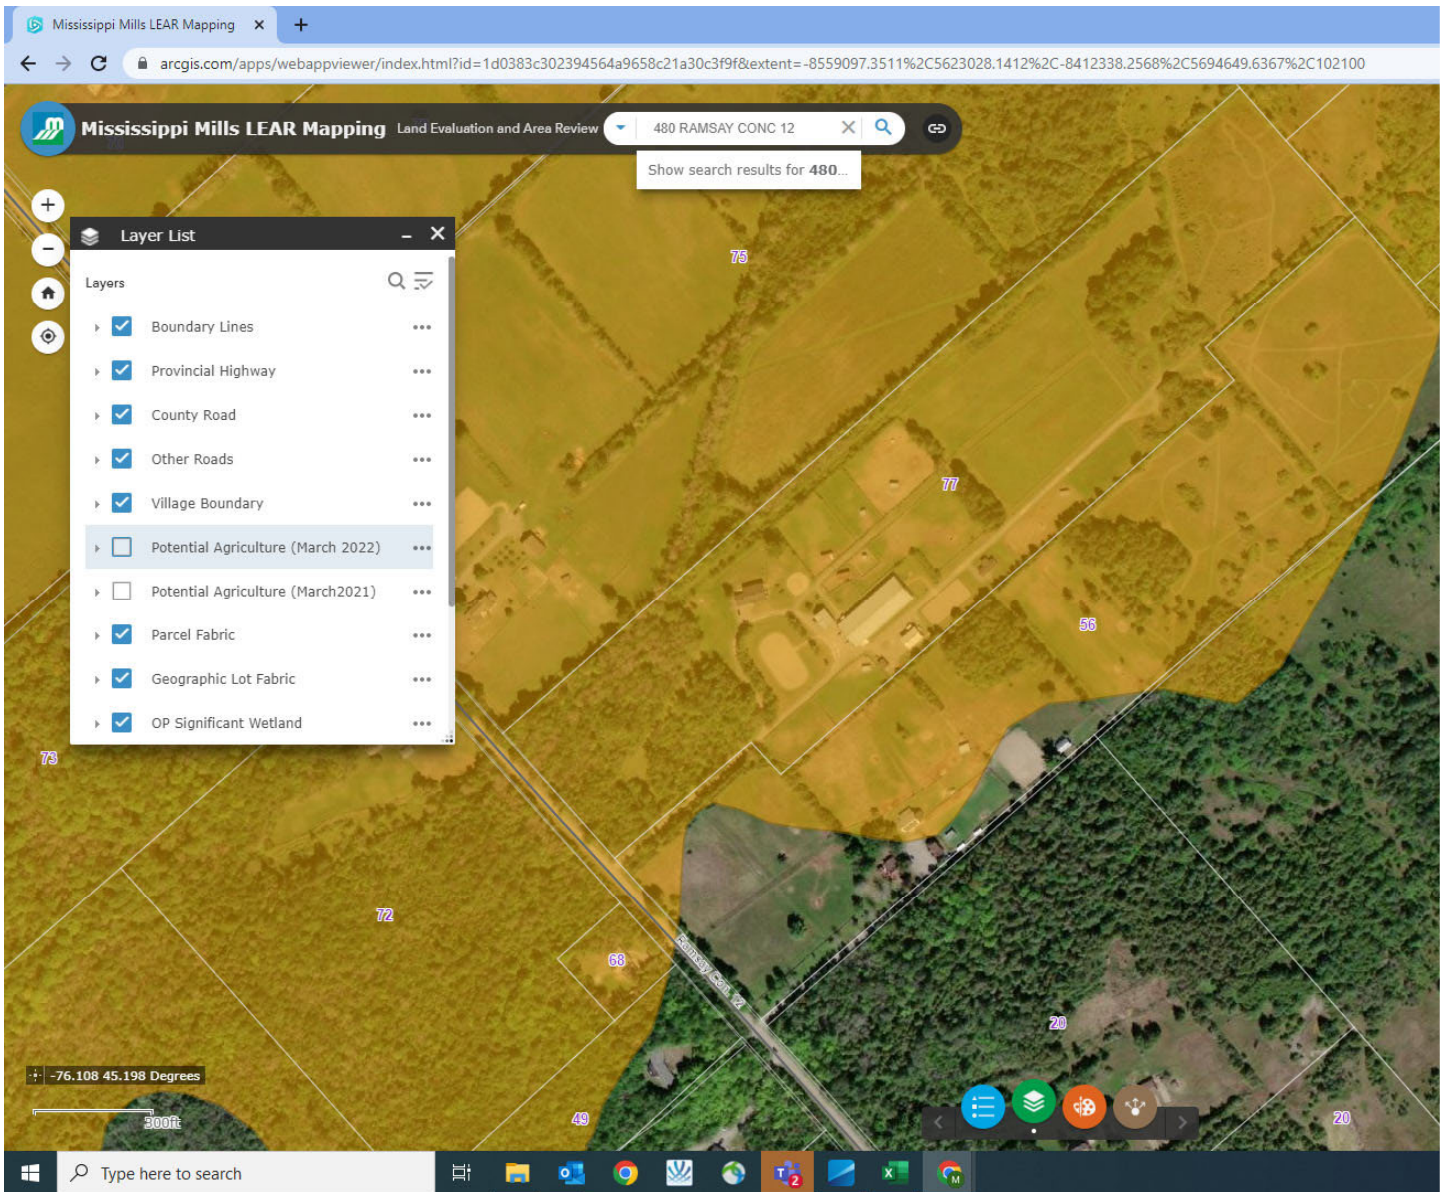 Mississippi Mills LEAR Mapping
arcgis.com/apps/webappviewer/index.html?id=1d0383c302394564a9658c21a30c3f9f&extent=-8559097.3511%2C5623028.1412%2C-8412338.2568%2C5694649.6367%2C102100
Mississippi Mills LEAR Mapping Land Evaluation and Area Review 480 RAMSAY CONC 12
Show search results for 480...
Layer List
Layers
Boundary Lines
Provincial Highway
County Road
Other Roads
Village Boundary
Potential Agriculture (March 2022)
Potential Agriculture (March2021)
Parcel Fabric
Geographic Lot Fabric
OP Significant Wetland
75
77
56
73
72
68
Ramsay Con. 12
20
49
20
-76.108 45.198 Degrees
300ft
Type here to search
2
M